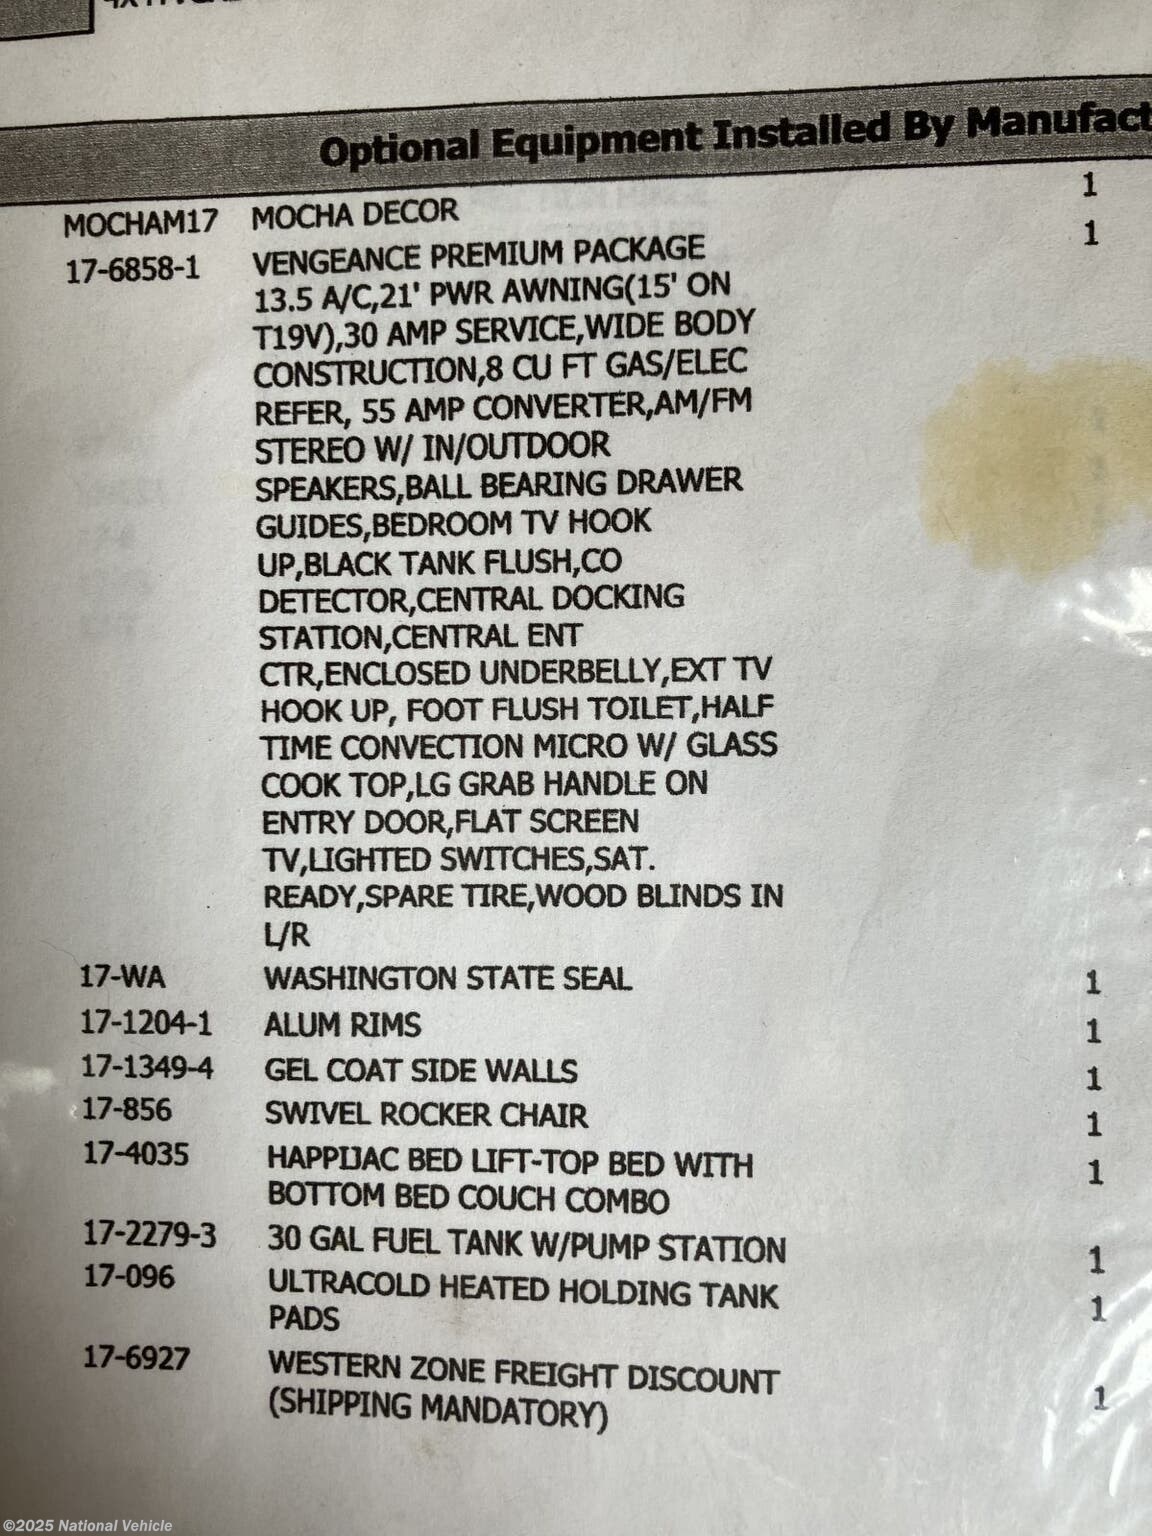 Optional Equipment Installed By Manufact
MOCHAM17 MOCHA DECOR 1
17-6858-1 VENGEANCE PREMIUM PACKAGE 1
13.5 A/C,21' PWR AWNING(15' ON
T19V),30 AMP SERVICE,WIDE BODY
CONSTRUCTION,8 CU FT GAS/ELEC
REFER, 55 AMP CONVERTER,AM/FM
STEREO W/ IN/OUTDOOR
SPEAKERS,BALL BEARING DRAWER
GUIDES,BEDROOM TV HOOK
UP,BLACK TANK FLUSH,CO
DETECTOR,CENTRAL DOCKING
STATION,CENTRAL ENT
CTR,ENCLOSED UNDERBELLY,EXT TV
HOOK UP, FOOT FLUSH TOILET,HALF
TIME CONVECTION MICRO W/ GLASS
COOK TOP,LG GRAB HANDLE ON
ENTRY DOOR,FLAT SCREEN
TV,LIGHTED SWITCHES,SAT.
READY,SPARE TIRE,WOOD BLINDS IN
L/R
17-WA WASHINGTON STATE SEAL 1
17-1204-1 ALUM RIMS 1
17-1349-4 GEL COAT SIDE WALLS 1
17-856 SWIVEL ROCKER CHAIR 1
17-4035 HAPPIJAC BED LIFT-TOP BED WITH 1
BOTTOM BED COUCH COMBO
17-2279-3 30 GAL FUEL TANK W/PUMP STATION 1
17-096 ULTRACOLD HEATED HOLDING TANK 1
PADS
17-6927 WESTERN ZONE FREIGHT DISCOUNT
(SHIPPING MANDATORY) 1
©2025 National Vehicle